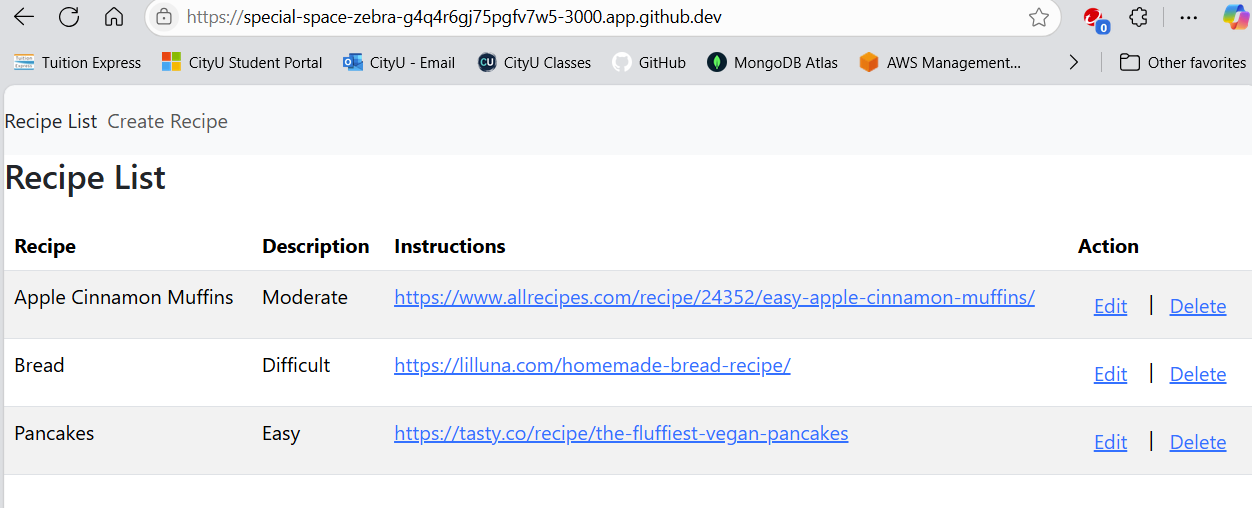 https://special-space-zebra-g4q4r6gj75pgfv7w5-3000.app.github.dev
0
Tuition Express CityU Student Portal CityU - Email CU CityU Classes GitHub MongoDB Atlas AWS Management... Other favorites
Recipe List Create Recipe
Recipe List
Recipe Description Instructions Action
Apple Cinnamon Muffins Moderate https://www.allrecipes.com/recipe/24352/easy-apple-cinnamon-muffins/ Edit | Delete
Bread Difficult https://lilluna.com/homemade-bread-recipe/ Edit | Delete
Pancakes Easy https://tasty.co/recipe/the-fluffiest-vegan-pancakes Edit | Delete